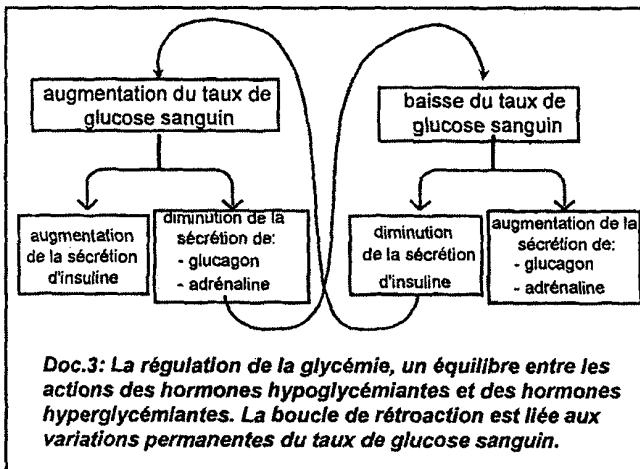 augmentation du taux de
glucose sanguin
baisse du taux de
glucose sanguin
augmentation
de la sécrétion
d'insuline
diminution de la
sécrétion de:
- glucagon
- adrénaline
diminution
de la sécrétion
d'insuline
augmentation de la
sécrétion de:
- glucagon
- adrénaline
Doc.3: La régulation de la glycémie, un équilibre entre les
actions des hormones hypoglycémiantes et des hormones
hyperglycémiantes. La boucle de rétroaction est liée aux
variations permanentes du taux de glucose sanguin.